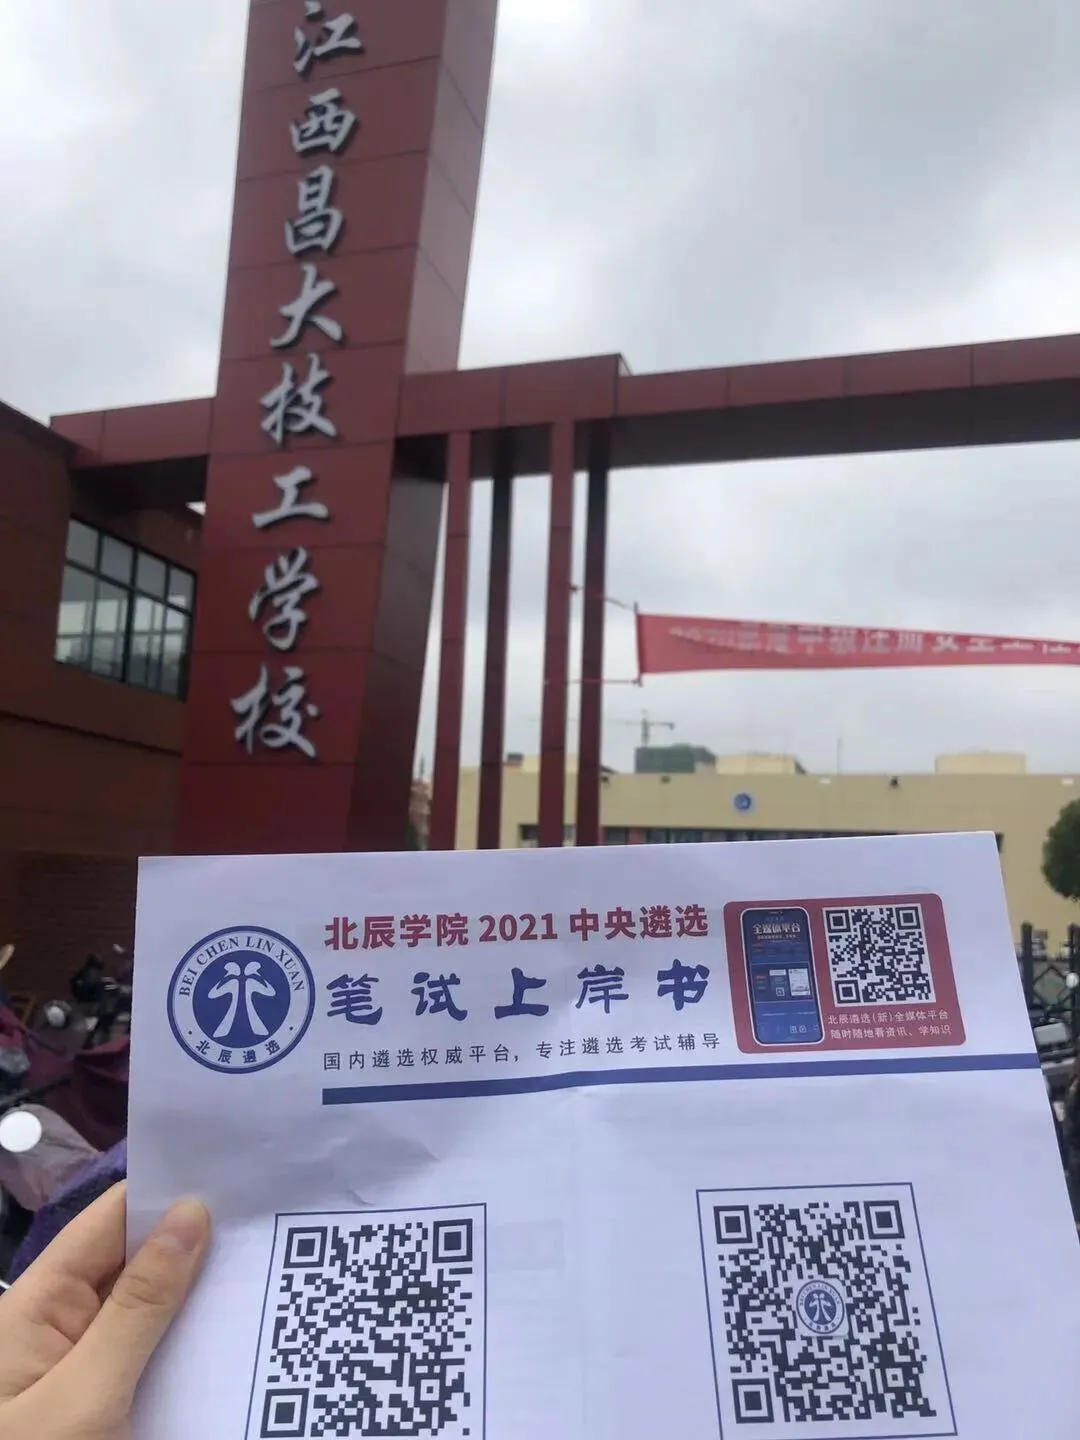 江西昌大技工学校
北辰学院 2021 中央遴选
笔试上岸书
国内遴选权威平台，专注遴选考试辅导
BEI CHEN LIN XUAN
北辰遴选
全媒体平台
北辰遴选(新)全媒体平台
随时随地看资讯、学知识